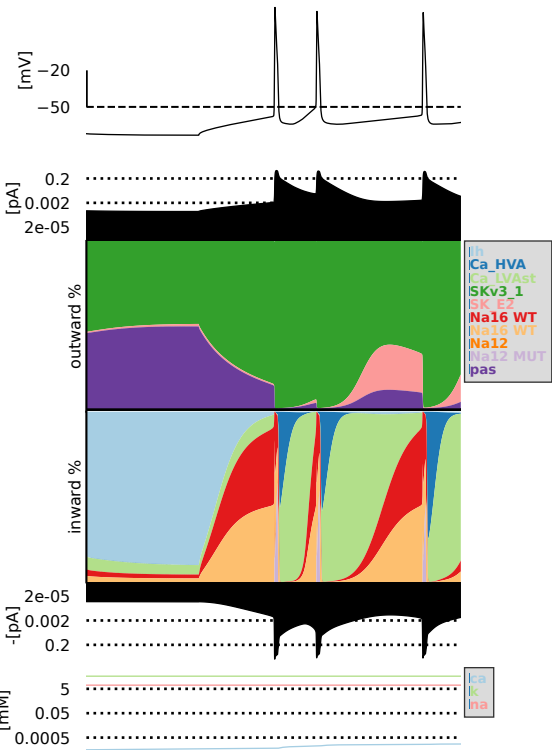 [mV]
−20
−50
[pA]
0.2
0.002
2e-05
outward %
Ih
Ca_HVA
Ca_LVAst
SKv3_1
SK_E2
Na16 WT
Na16 WT
Na12
Na12 MUT
pas
inward %
-[pA]
2e-05
0.002
0.2
[mM]
5
0.05
0.0005
ca
k
na